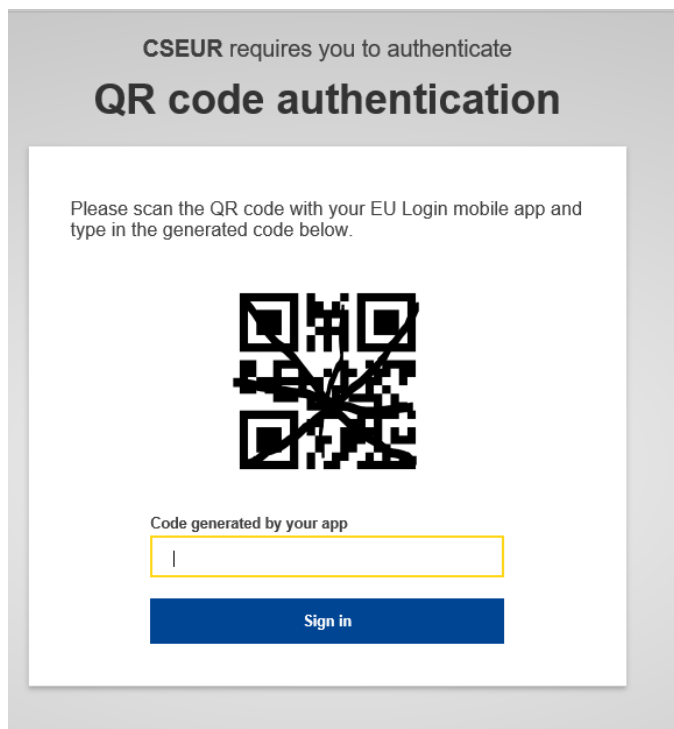 CSEUR requires you to authenticate
QR code authentication
Please scan the QR code with your EU Login mobile app and
type in the generated code below.
Code generated by your app
Sign in